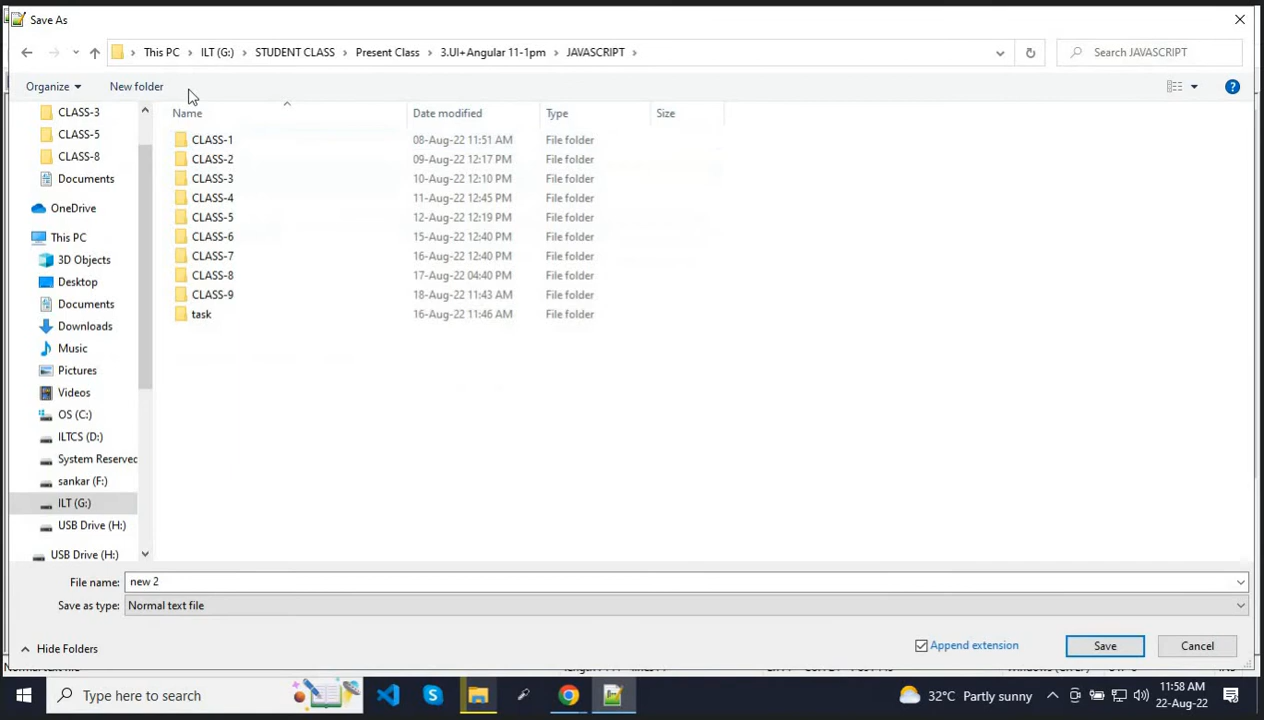 Save As
This PC > ILT (G:) > STUDENT CLASS > Present Class > 3.UI+Angular 11-1pm > JAVASCRIPT >
Search JAVASCRIPT
Organize
New folder
Name
Date modified
Type
Size
CLASS-3
CLASS-5
CLASS-8
Documents
OneDrive
This PC
3D Objects
Desktop
Documents
Downloads
Music
Pictures
Videos
OS (C:)
ILTCS (D:)
System Reserved
sankar (F:)
ILT (G:)
USB Drive (H:)
USB Drive (H:)
CLASS-1 08-Aug-22 11:51 AM File folder
CLASS-2 09-Aug-22 12:17 PM File folder
CLASS-3 10-Aug-22 12:10 PM File folder
CLASS-4 11-Aug-22 12:45 PM File folder
CLASS-5 12-Aug-22 12:19 PM File folder
CLASS-6 15-Aug-22 12:40 PM File folder
CLASS-7 16-Aug-22 12:40 PM File folder
CLASS-8 17-Aug-22 04:40 PM File folder
CLASS-9 18-Aug-22 11:43 AM File folder
task 16-Aug-22 11:46 AM File folder
File name: new 2
Save as type: Normal text file
Hide Folders
Append extension
Save
Cancel
Type here to search
32°C Partly sunny
11:58 AM
22-Aug-22